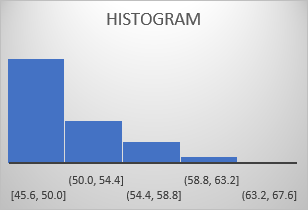 HISTOGRAM
(50.0, 54.4] (58.8, 63.2]
[45.6, 50.0] (54.4, 58.8] (63.2, 67.6]